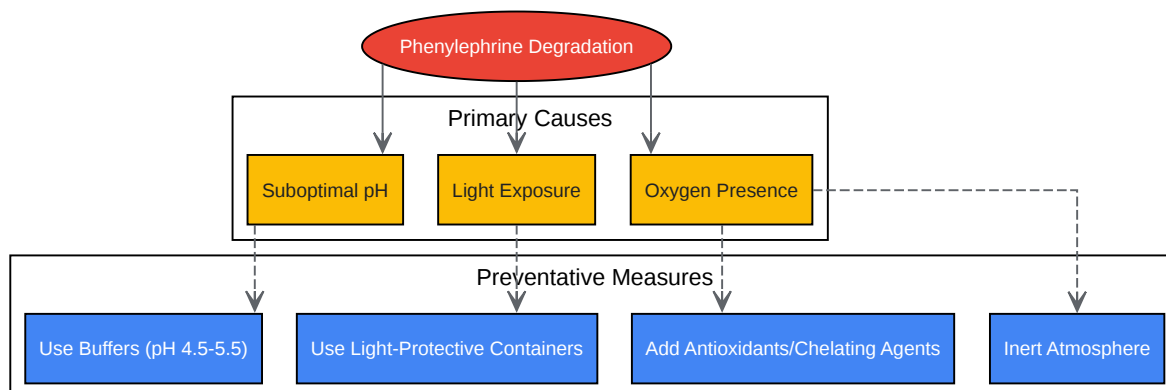 Phenylephrine Degradation
Primary Causes
Suboptimal pH
Light Exposure
Oxygen Presence
Preventative Measures
Use Buffers (pH 4.5-5.5)
Use Light-Protective Containers
Add Antioxidants/Chelating Agents
Inert Atmosphere